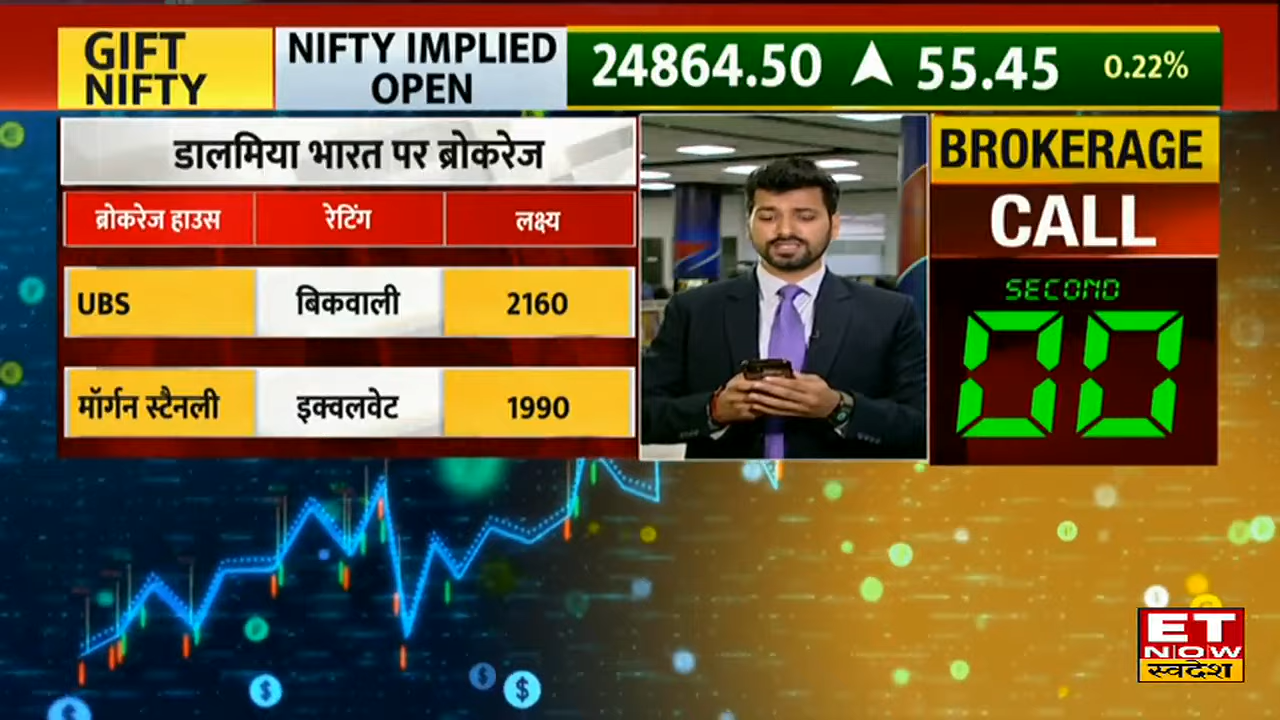 GIFT
NIFTY
NIFTY IMPLIED
OPEN
24864.50 55.45 0.22%
डालमिया भारत पर ब्रोकरेज
ब्रोकरेज हाउस रेटिंग लक्ष्य
UBS बिकवाली 2160
मॉर्गन स्टैनली इक्वलवेट 1990
BROKERAGE
CALL
SECOND
00
ET
NOW
स्वदेश